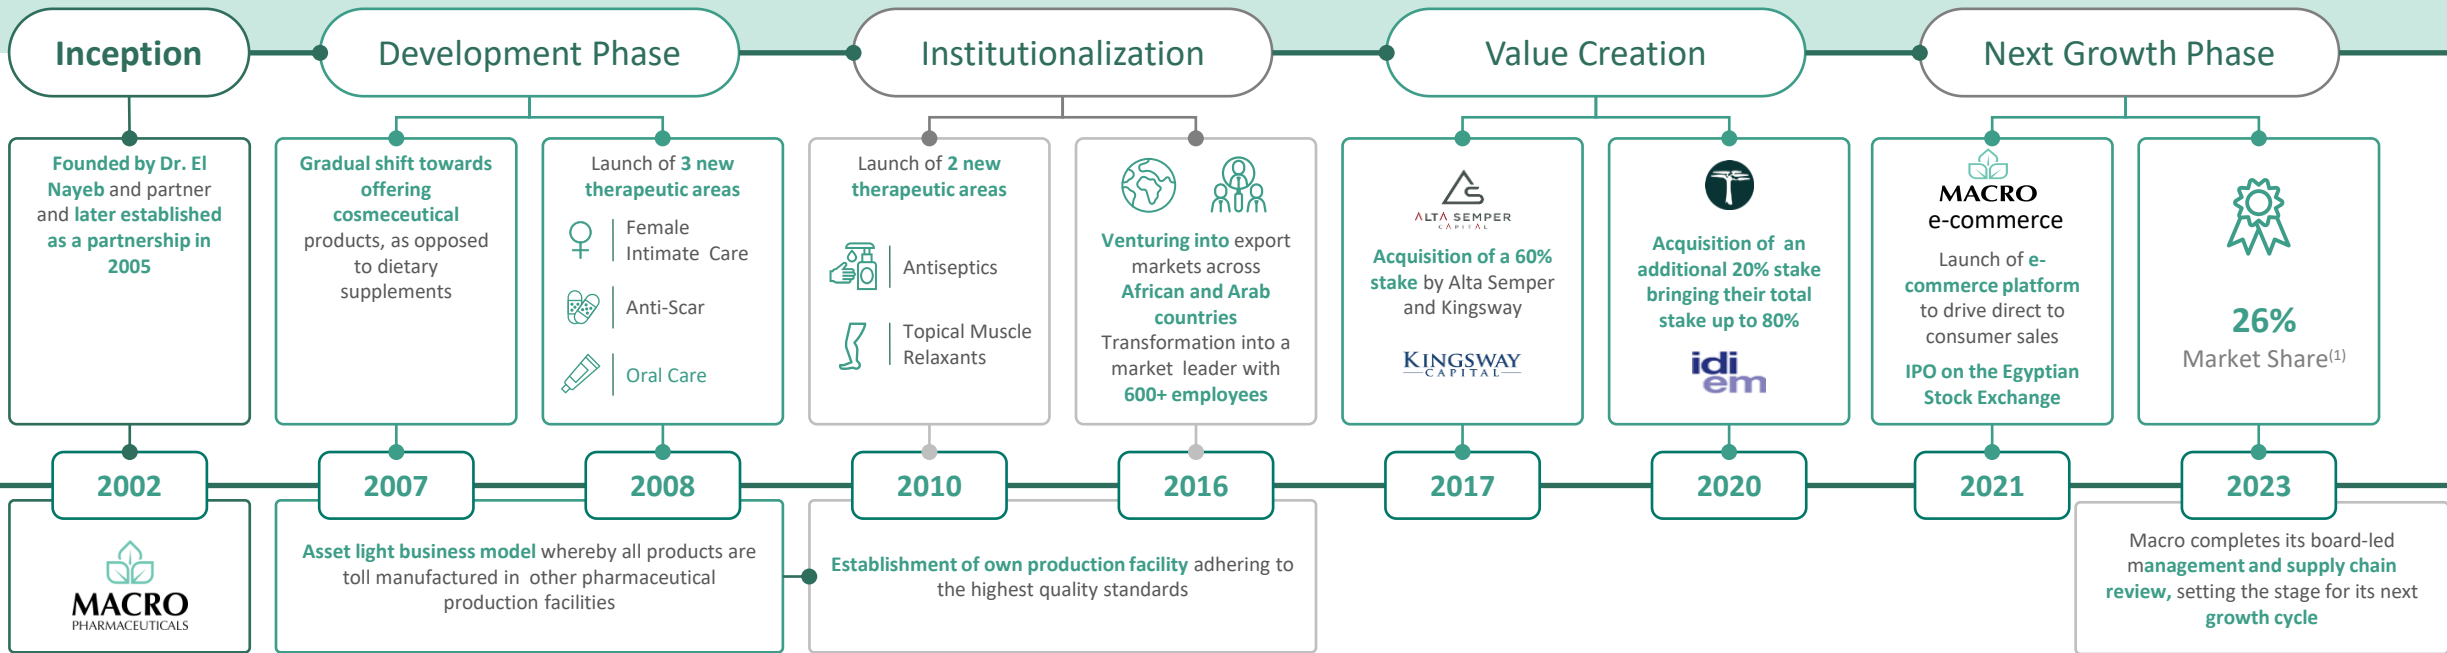 Inception
Development Phase
Institutionalization
Value Creation
Next Growth Phase
Founded by Dr. El
Nayeb and partner
and later established
as a partnership in
2005
Gradual shift towards
offering
cosmeceutical
products, as opposed
to dietary
supplements
Launch of 3 new
therapeutic areas
Female
Intimate Care
Anti-Scar
Oral Care
Launch of 2 new
therapeutic areas
Antiseptics
Topical Muscle
Relaxants
Venturing into export
markets across
African and Arab
countries
Transformation into a
market leader with
600+ employees
ALTA SEMPER
CAPITAL
Acquisition of a 60%
stake by Alta Semper
and Kingsway
KINGSWAY
CAPITAL
Acquisition of an
additional 20% stake
bringing their total
stake up to 80%
idi
em
MACRO
e-commerce
Launch of e-
commerce platform
to drive direct to
consumer sales
IPO on the Egyptian
Stock Exchange
26%
Market Share(1)
2002
2007
2008
2010
2016
2017
2020
2021
2023
MACRO
PHARMACEUTICALS
Asset light business model whereby all products are
toll manufactured in other pharmaceutical
production facilities
Establishment of own production facility adhering to
the highest quality standards
Macro completes its board-led
management and supply chain
review, setting the stage for its next
growth cycle